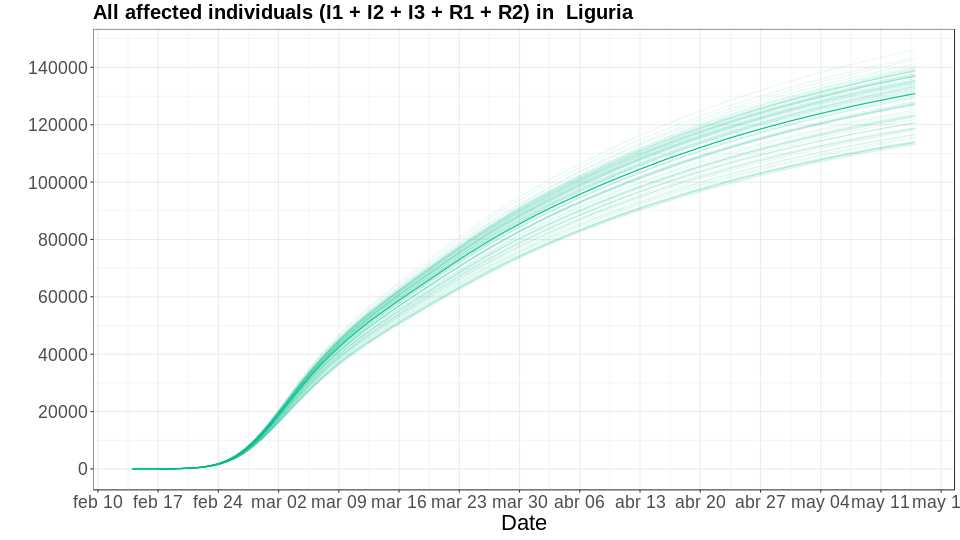 All affected individuals (I1 + I2 + I3 + R1 + R2) in  Liguria
140000
120000
100000
80000
60000
40000
20000
0
feb 10 feb 17 feb 24 mar 02 mar 09 mar 16 mar 23 mar 30 abr 06 abr 13 abr 20 abr 27 may 04 may 11 may 1
Date